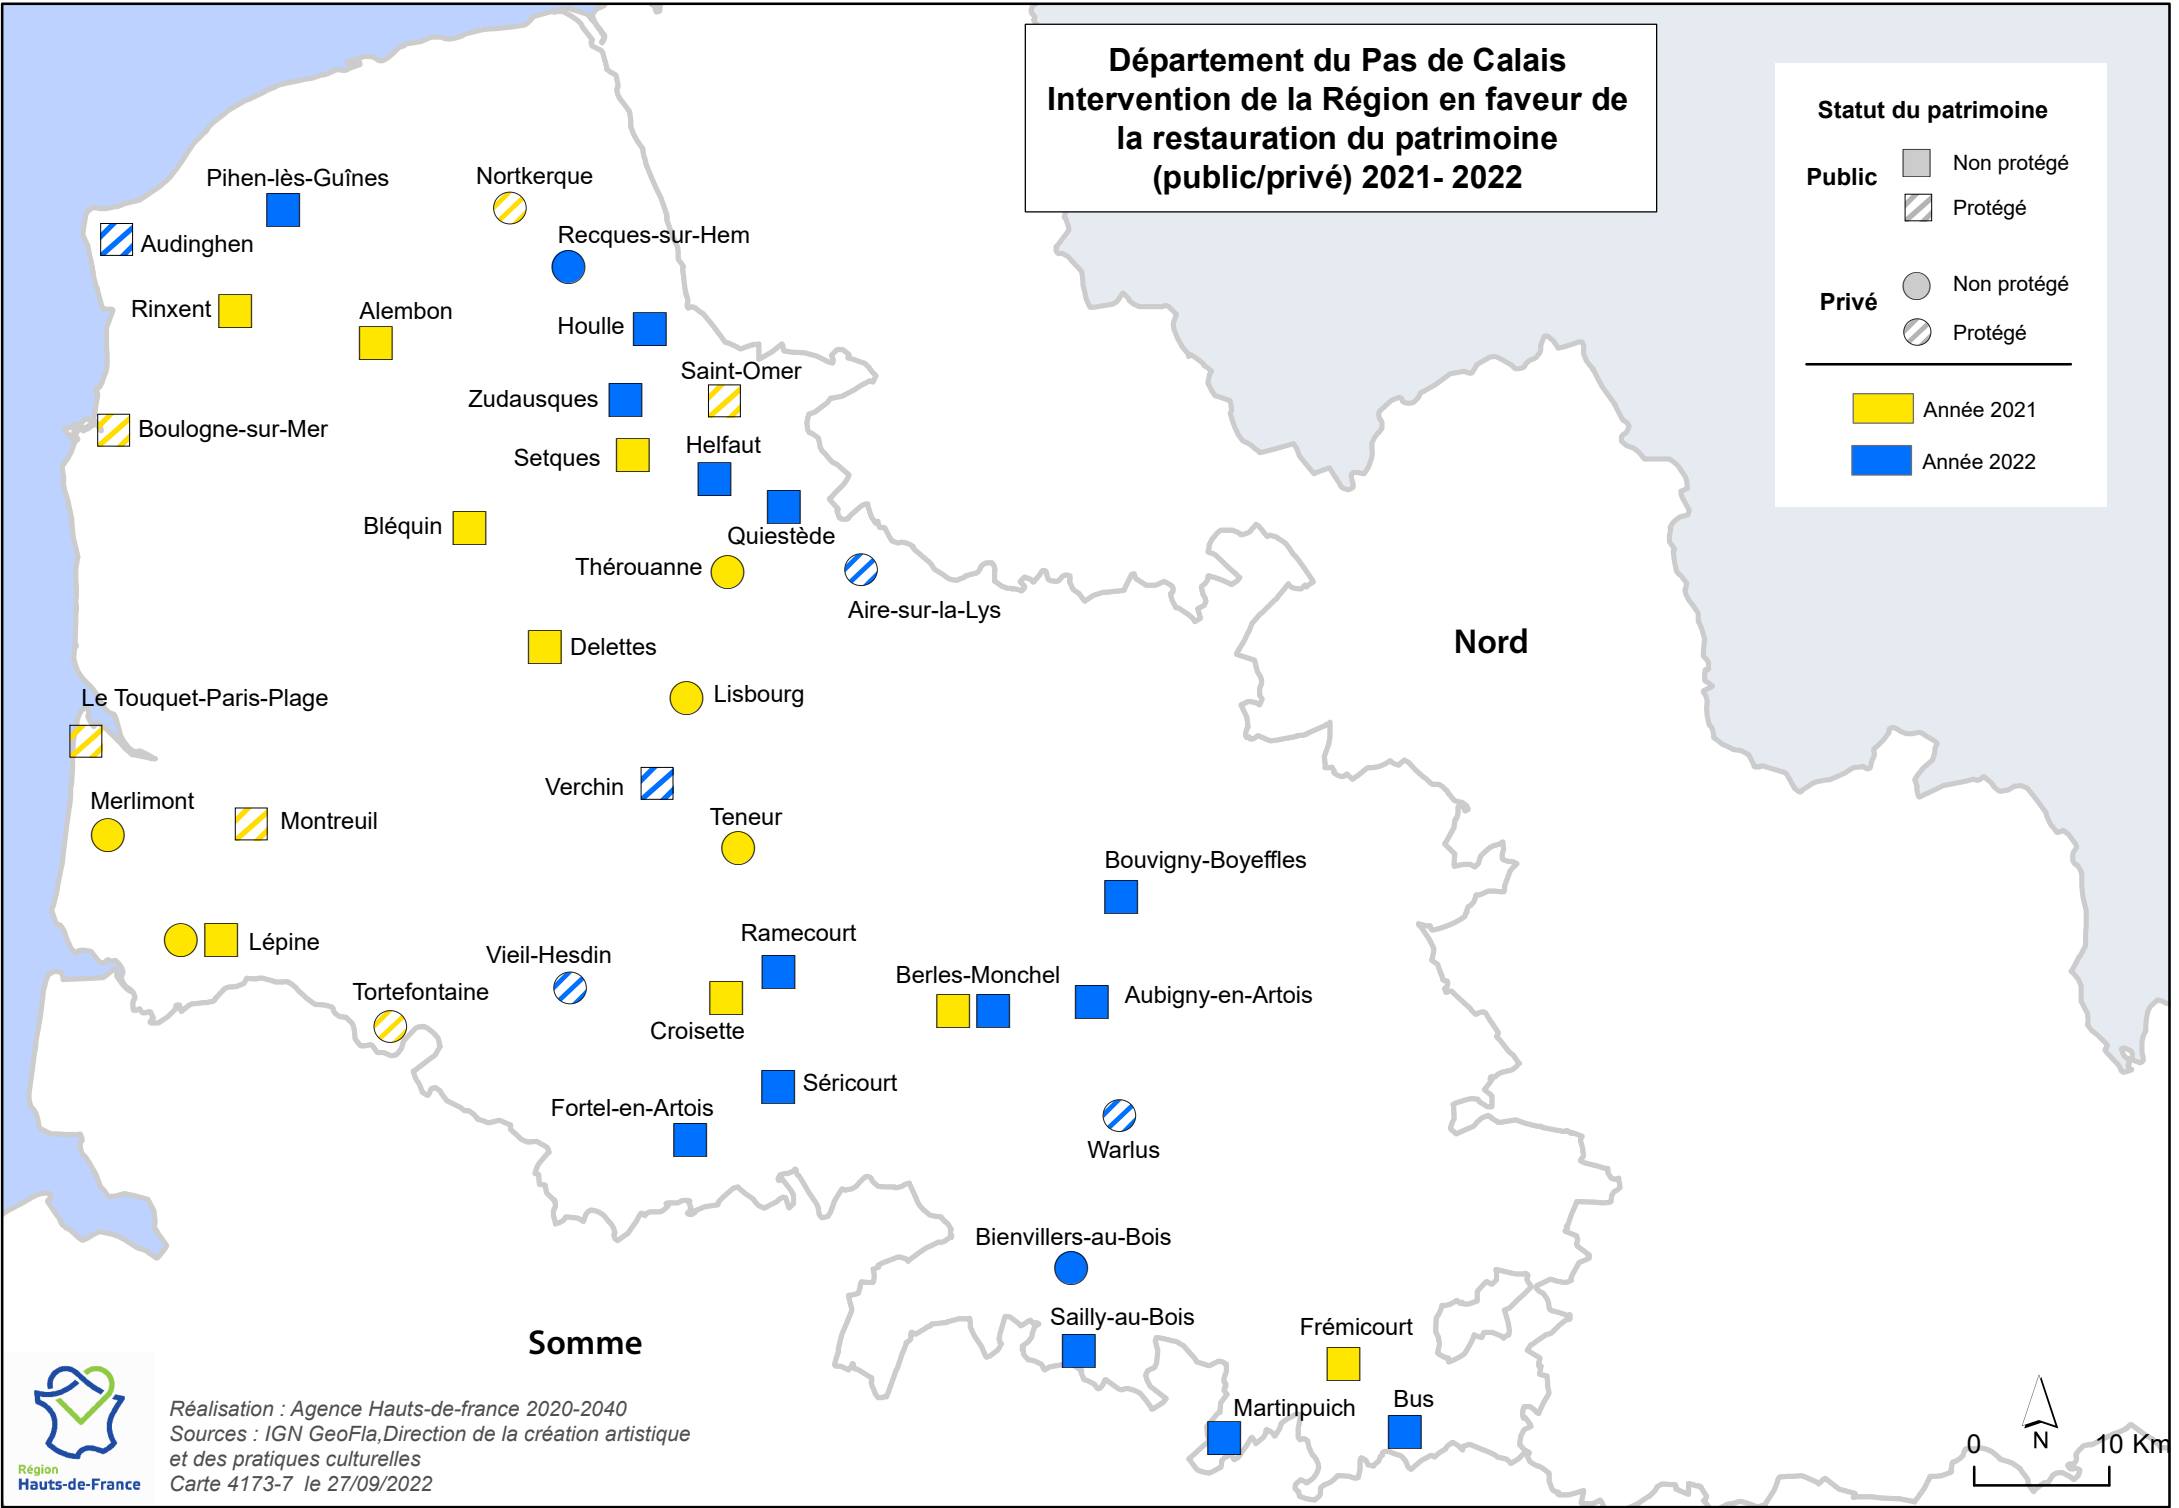 Département du Pas de Calais
Intervention de la Région en faveur de
la restauration du patrimoine
(public/privé) 2021- 2022
Statut du patrimoine
Public
Non protégé
Protégé
Privé
Non protégé
Protégé
Année 2021
Année 2022
Pihen-lès-Guînes
Nortkerque
Audinghen
Recques-sur-Hem
Rinxent
Alembon
Houlle
Saint-Omer
Zudausques
Boulogne-sur-Mer
Setques
Helfaut
Bléquin
Quiestède
Thérouanne
Aire-sur-la-Lys
Nord
Delettes
Lisbourg
Le Touquet-Paris-Plage
Verchin
Merlimont
Montreuil
Teneur
Bouvigny-Boyeffles
Lépine
Ramecourt
Vieil-Hesdin
Berles-Monchel
Tortefontaine
Aubigny-en-Artois
Croisette
Séricourt
Fortel-en-Artois
Warlus
Bienvillers-au-Bois
Sailly-au-Bois
Frémicourt
Somme
Martinpuich
Bus
Région
Hauts-de-France
Réalisation : Agence Hauts-de-france 2020-2040
Sources : IGN GeoFla,Direction de la création artistique
et des pratiques culturelles
Carte 4173-7 le 27/09/2022
N
0 10 Km